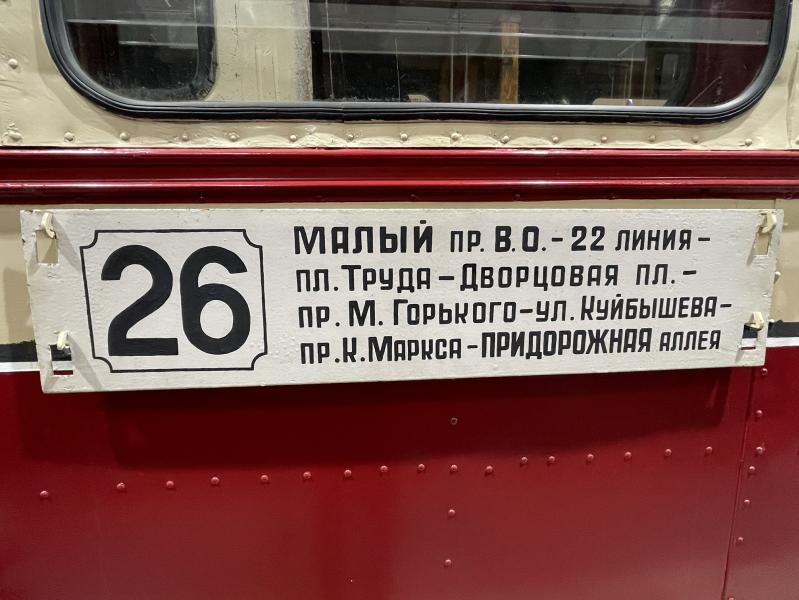 26
МАЛЫЙ ПР. В.О. - 22 ЛИНИЯ -
ПЛ. ТРУДА - ДВОРЦОВАЯ ПЛ. -
ПР. М. ГОРЬКОГО - УЛ. КУЙБЫШЕВА -
ПР. К. МАРКСА - ПРИДОРОЖНАЯ АЛЛЕЯ